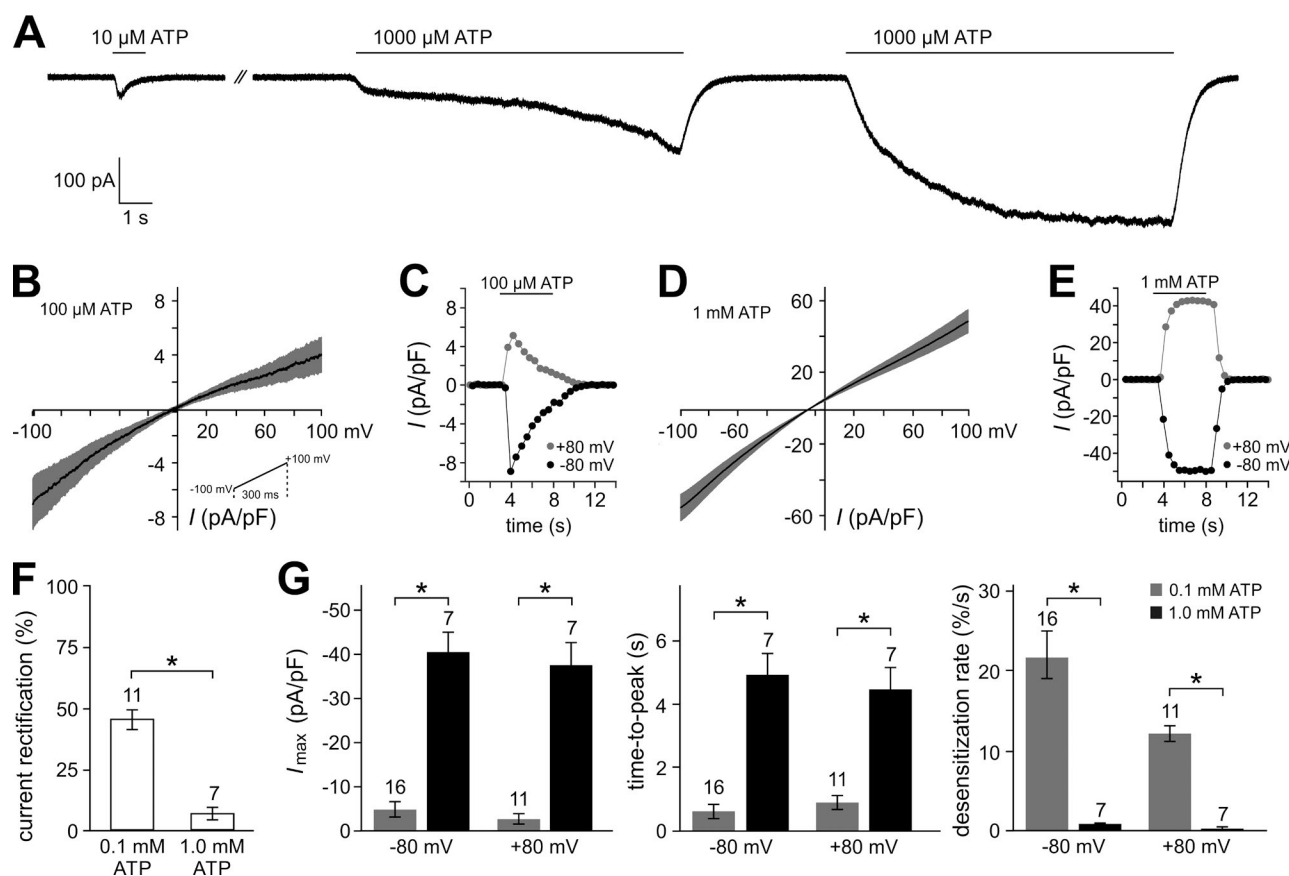 A
10 µM ATP
1000 µM ATP
1000 µM ATP
//
100 pA
1 s
B
100 µM ATP
8
4
-100
20
60
100 mV
-4
-8
+100 mV
-100 mV
300 ms
I (pA/pF)
C
100 µM ATP
8
4
0
-4
-8
I (pA/pF)
+80 mV
-80 mV
0
4
8
12
time (s)
D
1 mM ATP
60
20
-100
-60
20
60
100 mV
-20
-60
I (pA/pF)
E
1 mM ATP
40
20
0
-20
-40
I (pA/pF)
+80 mV
-80 mV
0
4
8
12
time (s)
F
100
75
50
25
0
current rectification (%)
11
*
7
0.1 mM
ATP
1.0 mM
ATP
G
-50
-40
-30
-20
-10
0
Imax (pA/pF)
16
*
7
11
*
7
-80 mV
+80 mV
6
4
2
0
time-to-peak (s)
16
*
7
11
*
7
-80 mV
+80 mV
30
20
10
0
desensitization rate (%/s)
16
*
7
11
*
7
-80 mV
+80 mV
0.1 mM ATP
1.0 mM ATP